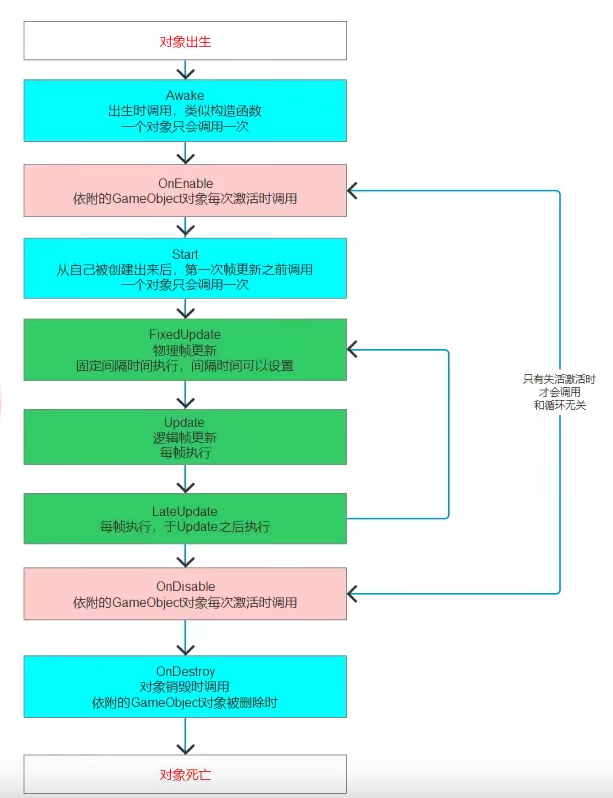 对象出生
Awake
出生时调用，类似构造函数
一个对象只会调用一次
OnEnable
依附的GameObject对象每次激活时调用
Start
从自己被创建出来后，第一次帧更新之前调用
一个对象只会调用一次
FixedUpdate
物理帧更新
固定间隔时间执行，间隔时间可以设置
Update
逻辑帧更新
每帧执行
LateUpdate
每帧执行，于Update之后执行
OnDisable
依附的GameObject对象每次激活时调用
OnDestroy
对象销毁时调用
依附的GameObject对象被删除时
对象死亡
只有失活激活时
才会调用
和循环无关